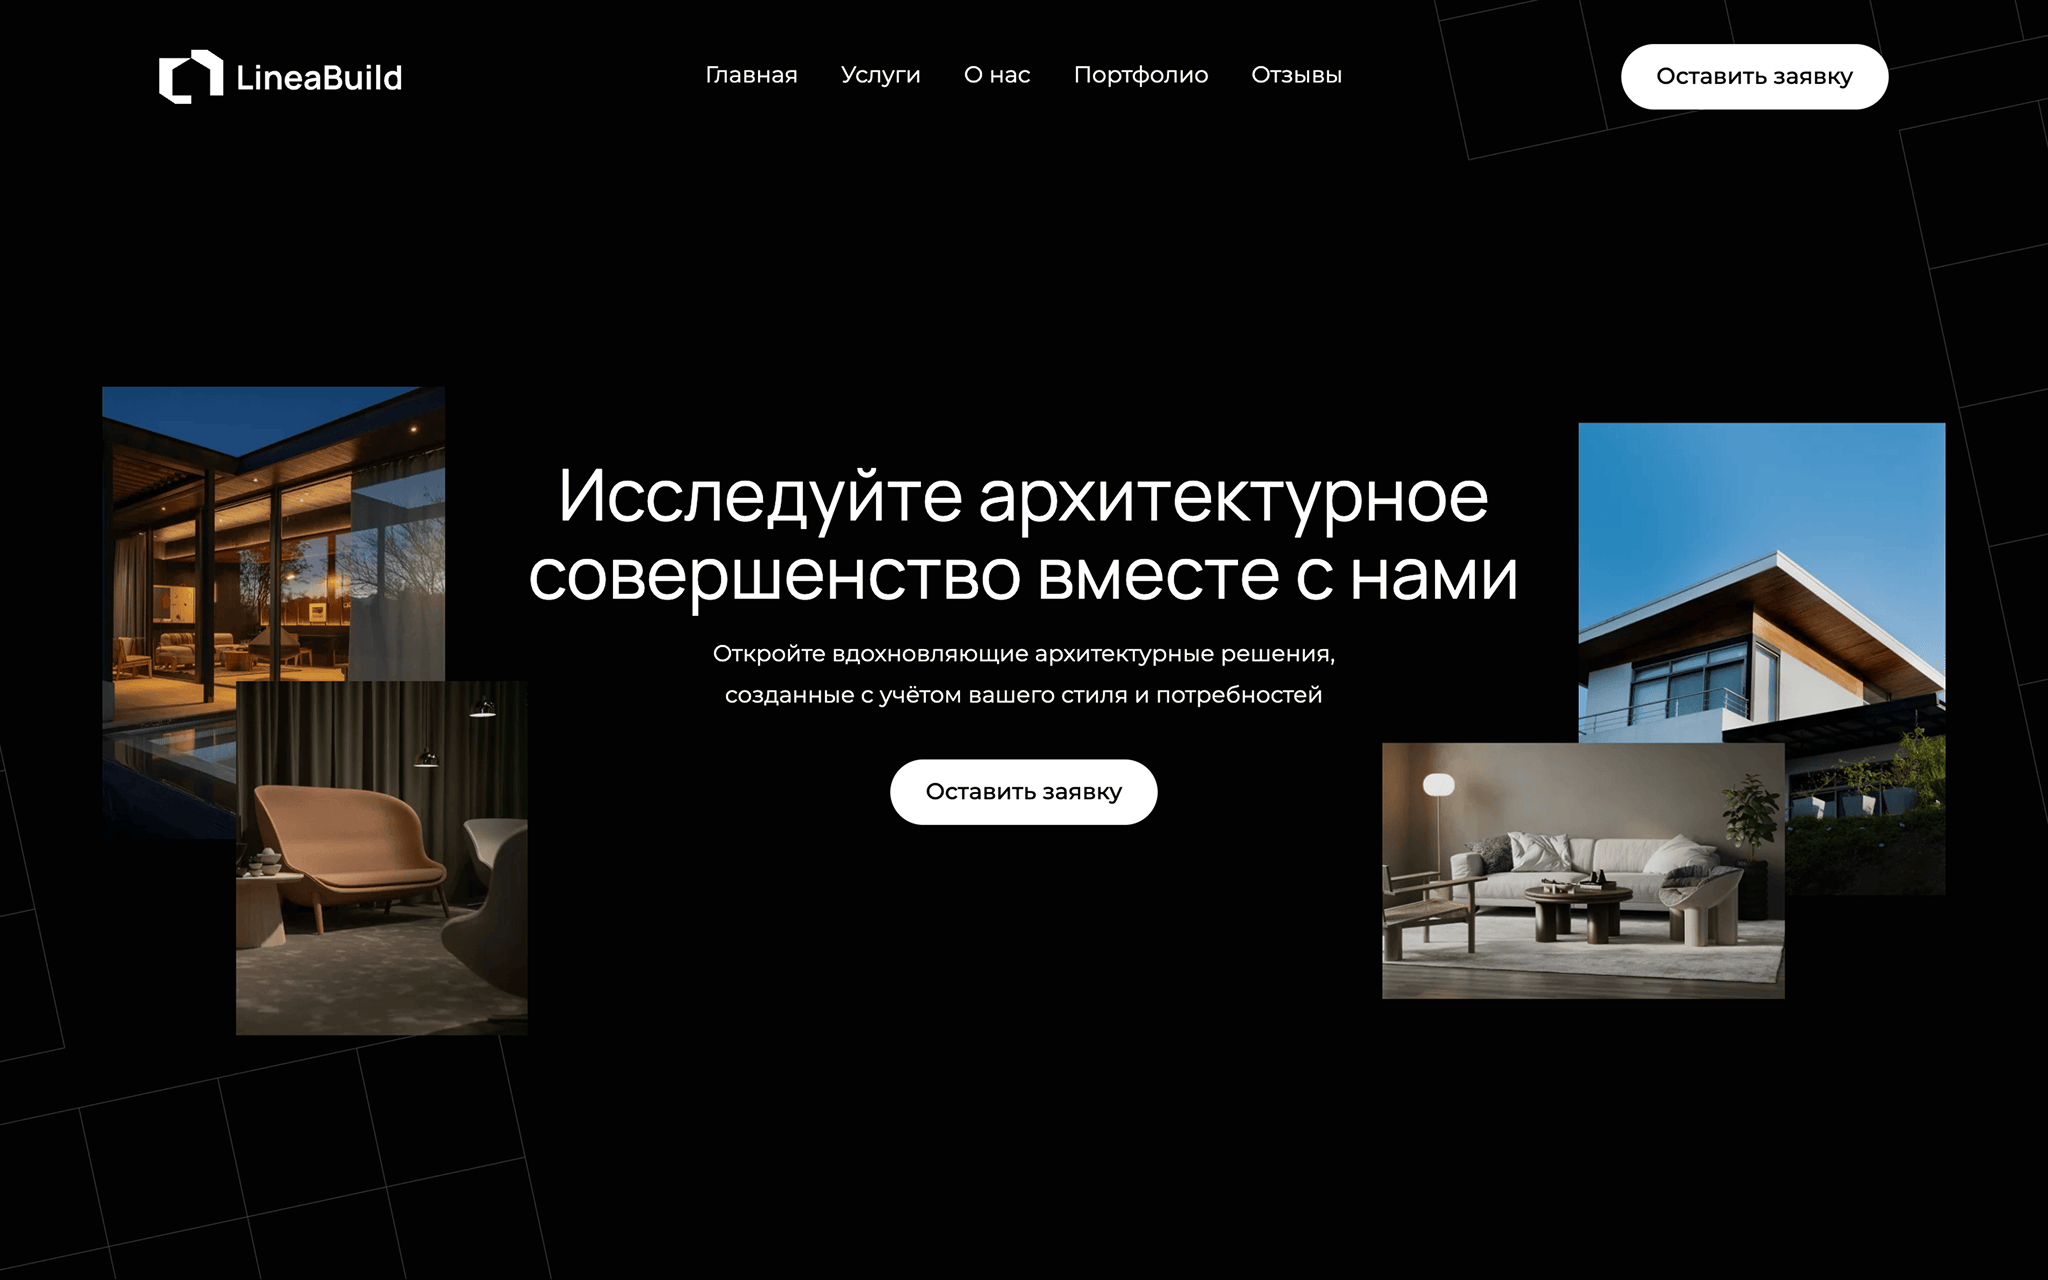 LineaBuild
Главная
Услуги
О нас
Портфолио
Отзывы
Оставить заявку
Исследуйте архитектурное
совершенство вместе с нами
Откройте вдохновляющие архитектурные решения,
созданные с учётом вашего стиля и потребностей
Оставить заявку